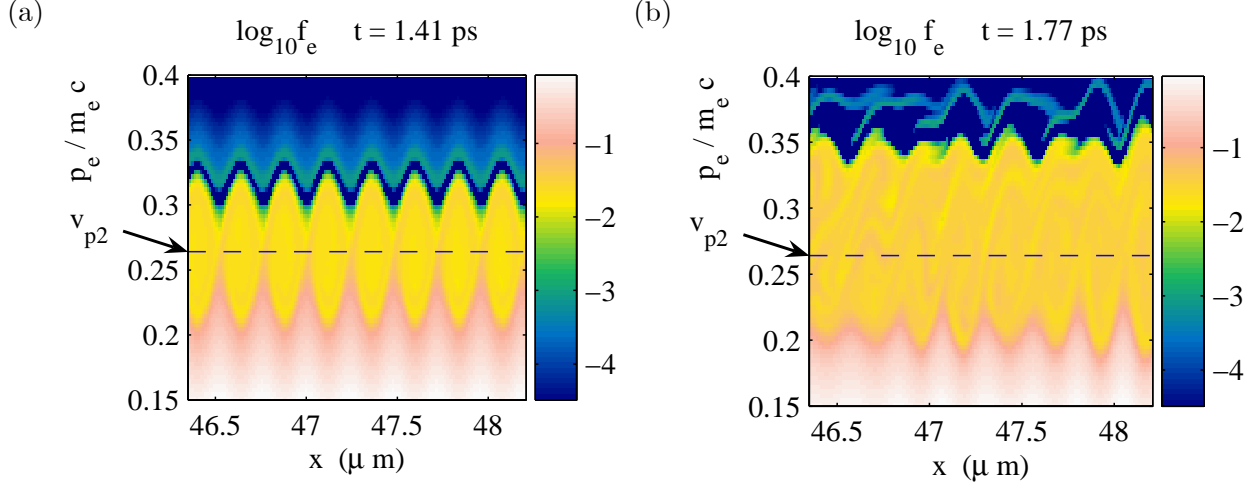 (a)
log10 fe t = 1.41 ps
pe / me c
0.4
0.35
0.3
0.25
0.2
0.15
vp2
46.5 47 47.5 48
x (μ m)
−1
−2
−3
−4
(b)
log10 fe t = 1.77 ps
pe / me c
0.4
0.35
0.3
0.25
0.2
0.15
vp2
46.5 47 47.5 48
x (μ m)
−1
−2
−3
−4